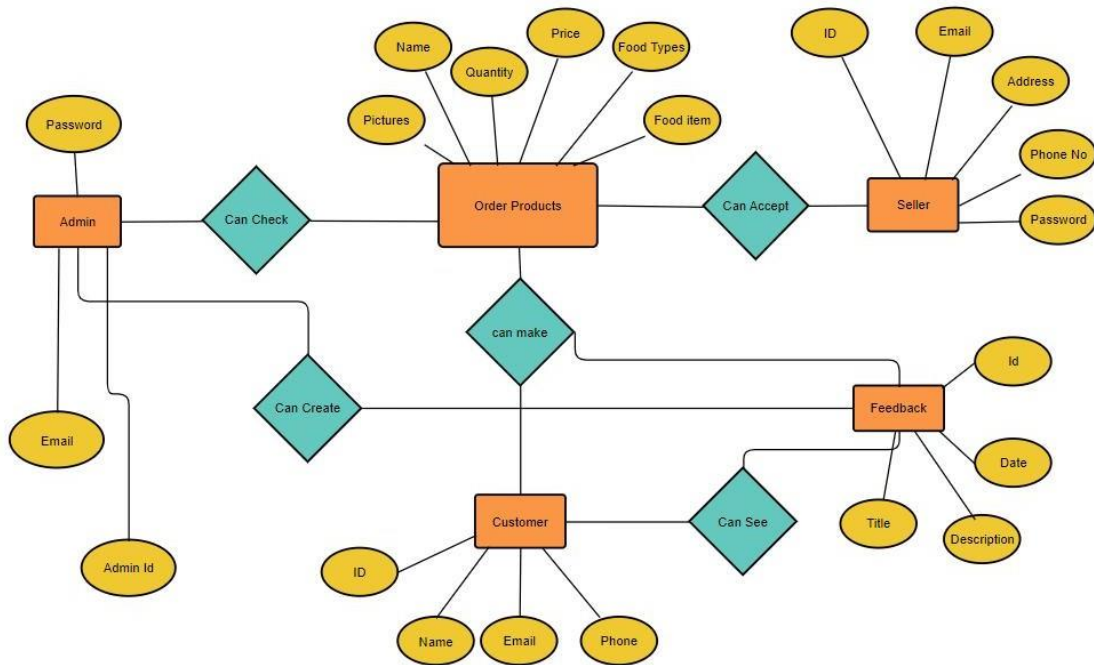 Price
ID
Email
Name
Food Types
Quantity
Address
Pictures
Food item
Password
Phone No
Admin
Can Check
Order Products
Can Accept
Seller
Password
can make
Id
Can Create
Feedback
Email
Date
Customer
Can See
Title
Description
Admin Id
ID
Name
Email
Phone